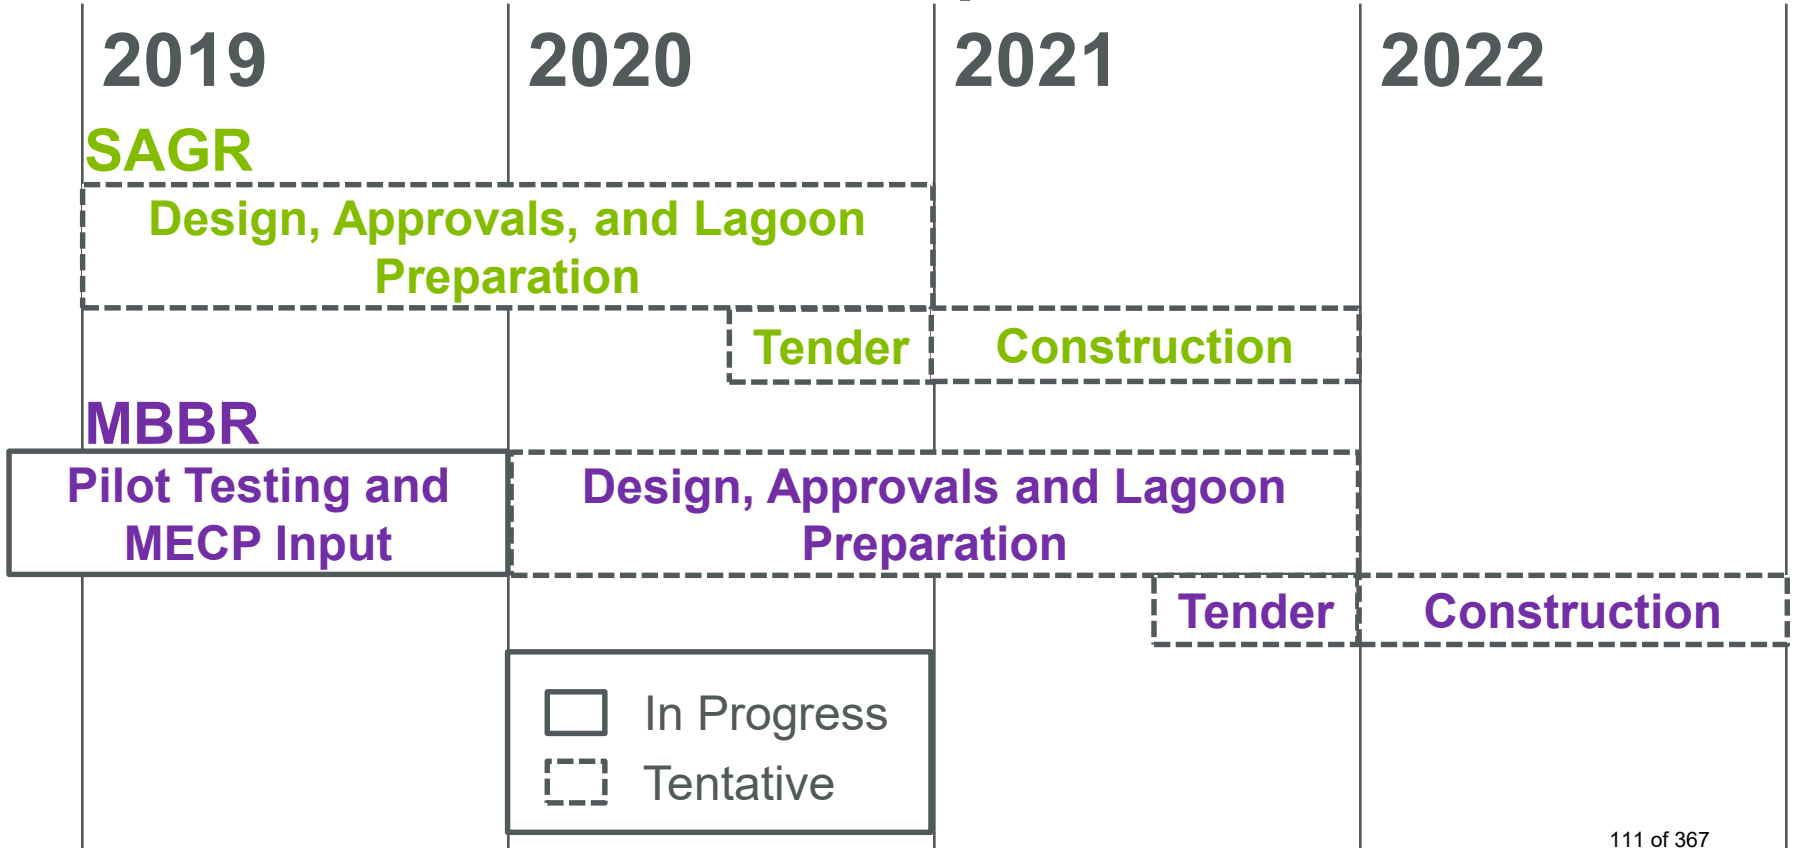 2019
2020
2021
2022
SAGR
Design, Approvals, and Lagoon
Preparation
Tender
Construction
MBBR
Pilot Testing and
MECP Input
Design, Approvals and Lagoon
Preparation
Tender
Construction
In Progress
Tentative
111 of 367